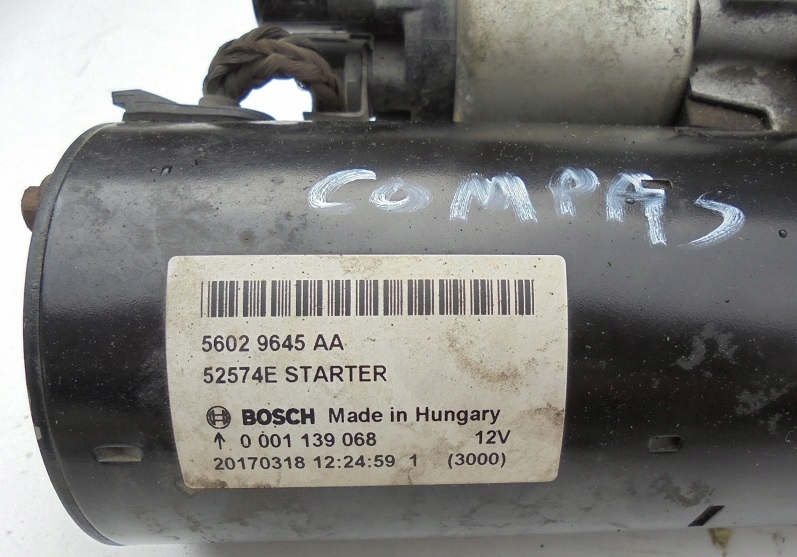 COMPAS
5602 9645 AA
52574E STARTER
BOSCH Made in Hungary
↑ 0 001 139 068 12V
20170318 12:24:59 1 (3000)